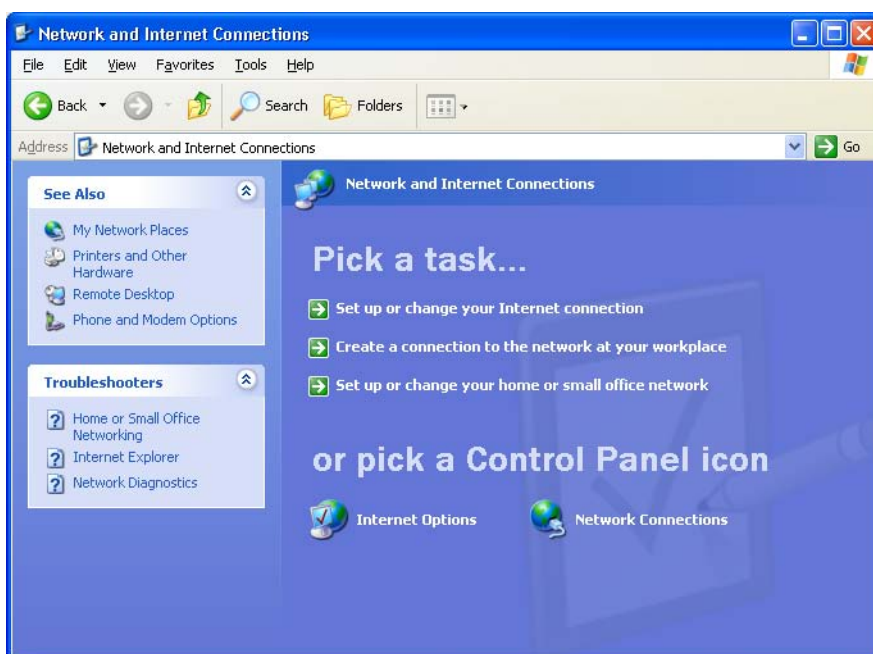 Network and Internet Connections
File Edit View Favorites Tools Help
Back Search Folders
Address Network and Internet Connections Go
See Also
My Network Places
Printers and Other
Hardware
Remote Desktop
Phone and Modem Options
Troubleshooters
Home or Small Office
Networking
Internet Explorer
Network Diagnostics
Network and Internet Connections
Pick a task...
Set up or change your Internet connection
Create a connection to the network at your workplace
Set up or change your home or small office network
or pick a Control Panel icon
Internet Options Network Connections